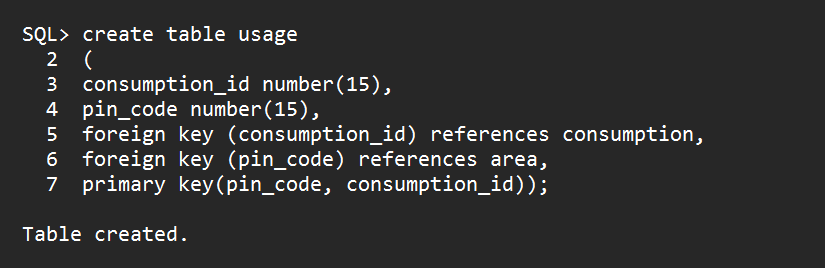 SQL> create table usage
2 (
3 consumption_id number(15),
4 pin_code number(15),
5 foreign key (consumption_id) references consumption,
6 foreign key (pin_code) references area,
7 primary key(pin_code, consumption_id));
Table created.